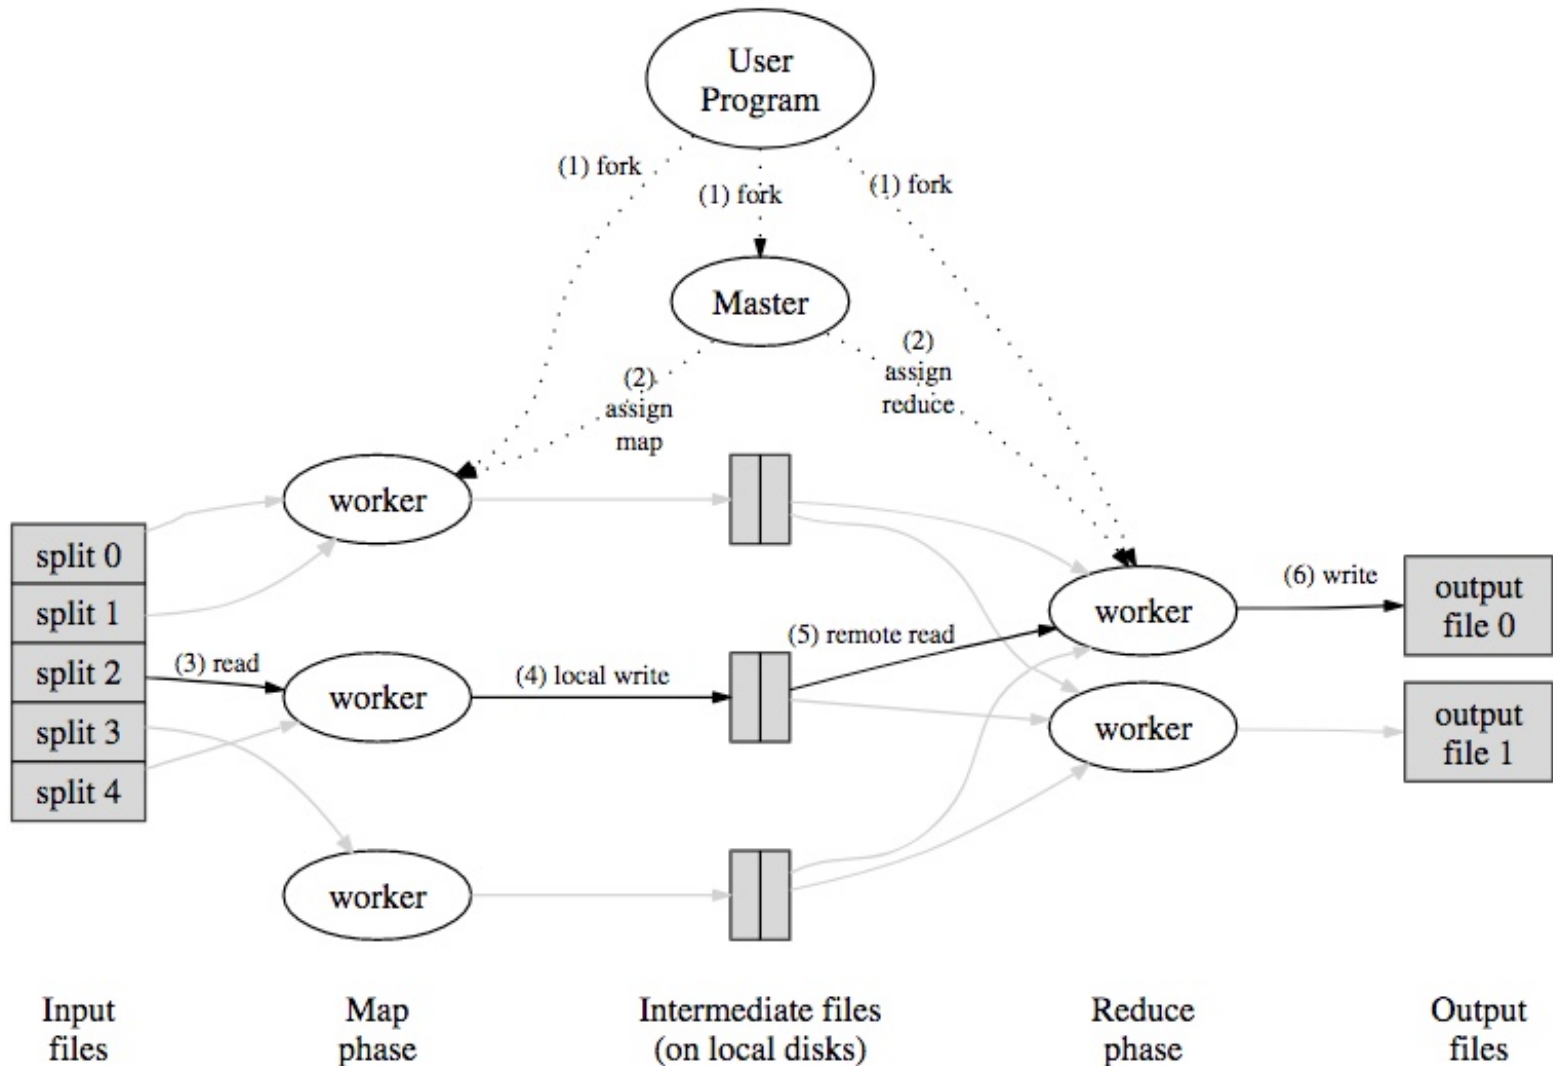 User
Program
(1) fork
(1) fork
(1) fork
Master
(2)
assign
map
(2)
assign
reduce
worker
split 0
split 1
split 2
split 3
split 4
(3) read
worker
(4) local write
(5) remote read
worker
(6) write
output
file 0
worker
output
file 1
worker
Input
files
Map
phase
Intermediate files
(on local disks)
Reduce
phase
Output
files